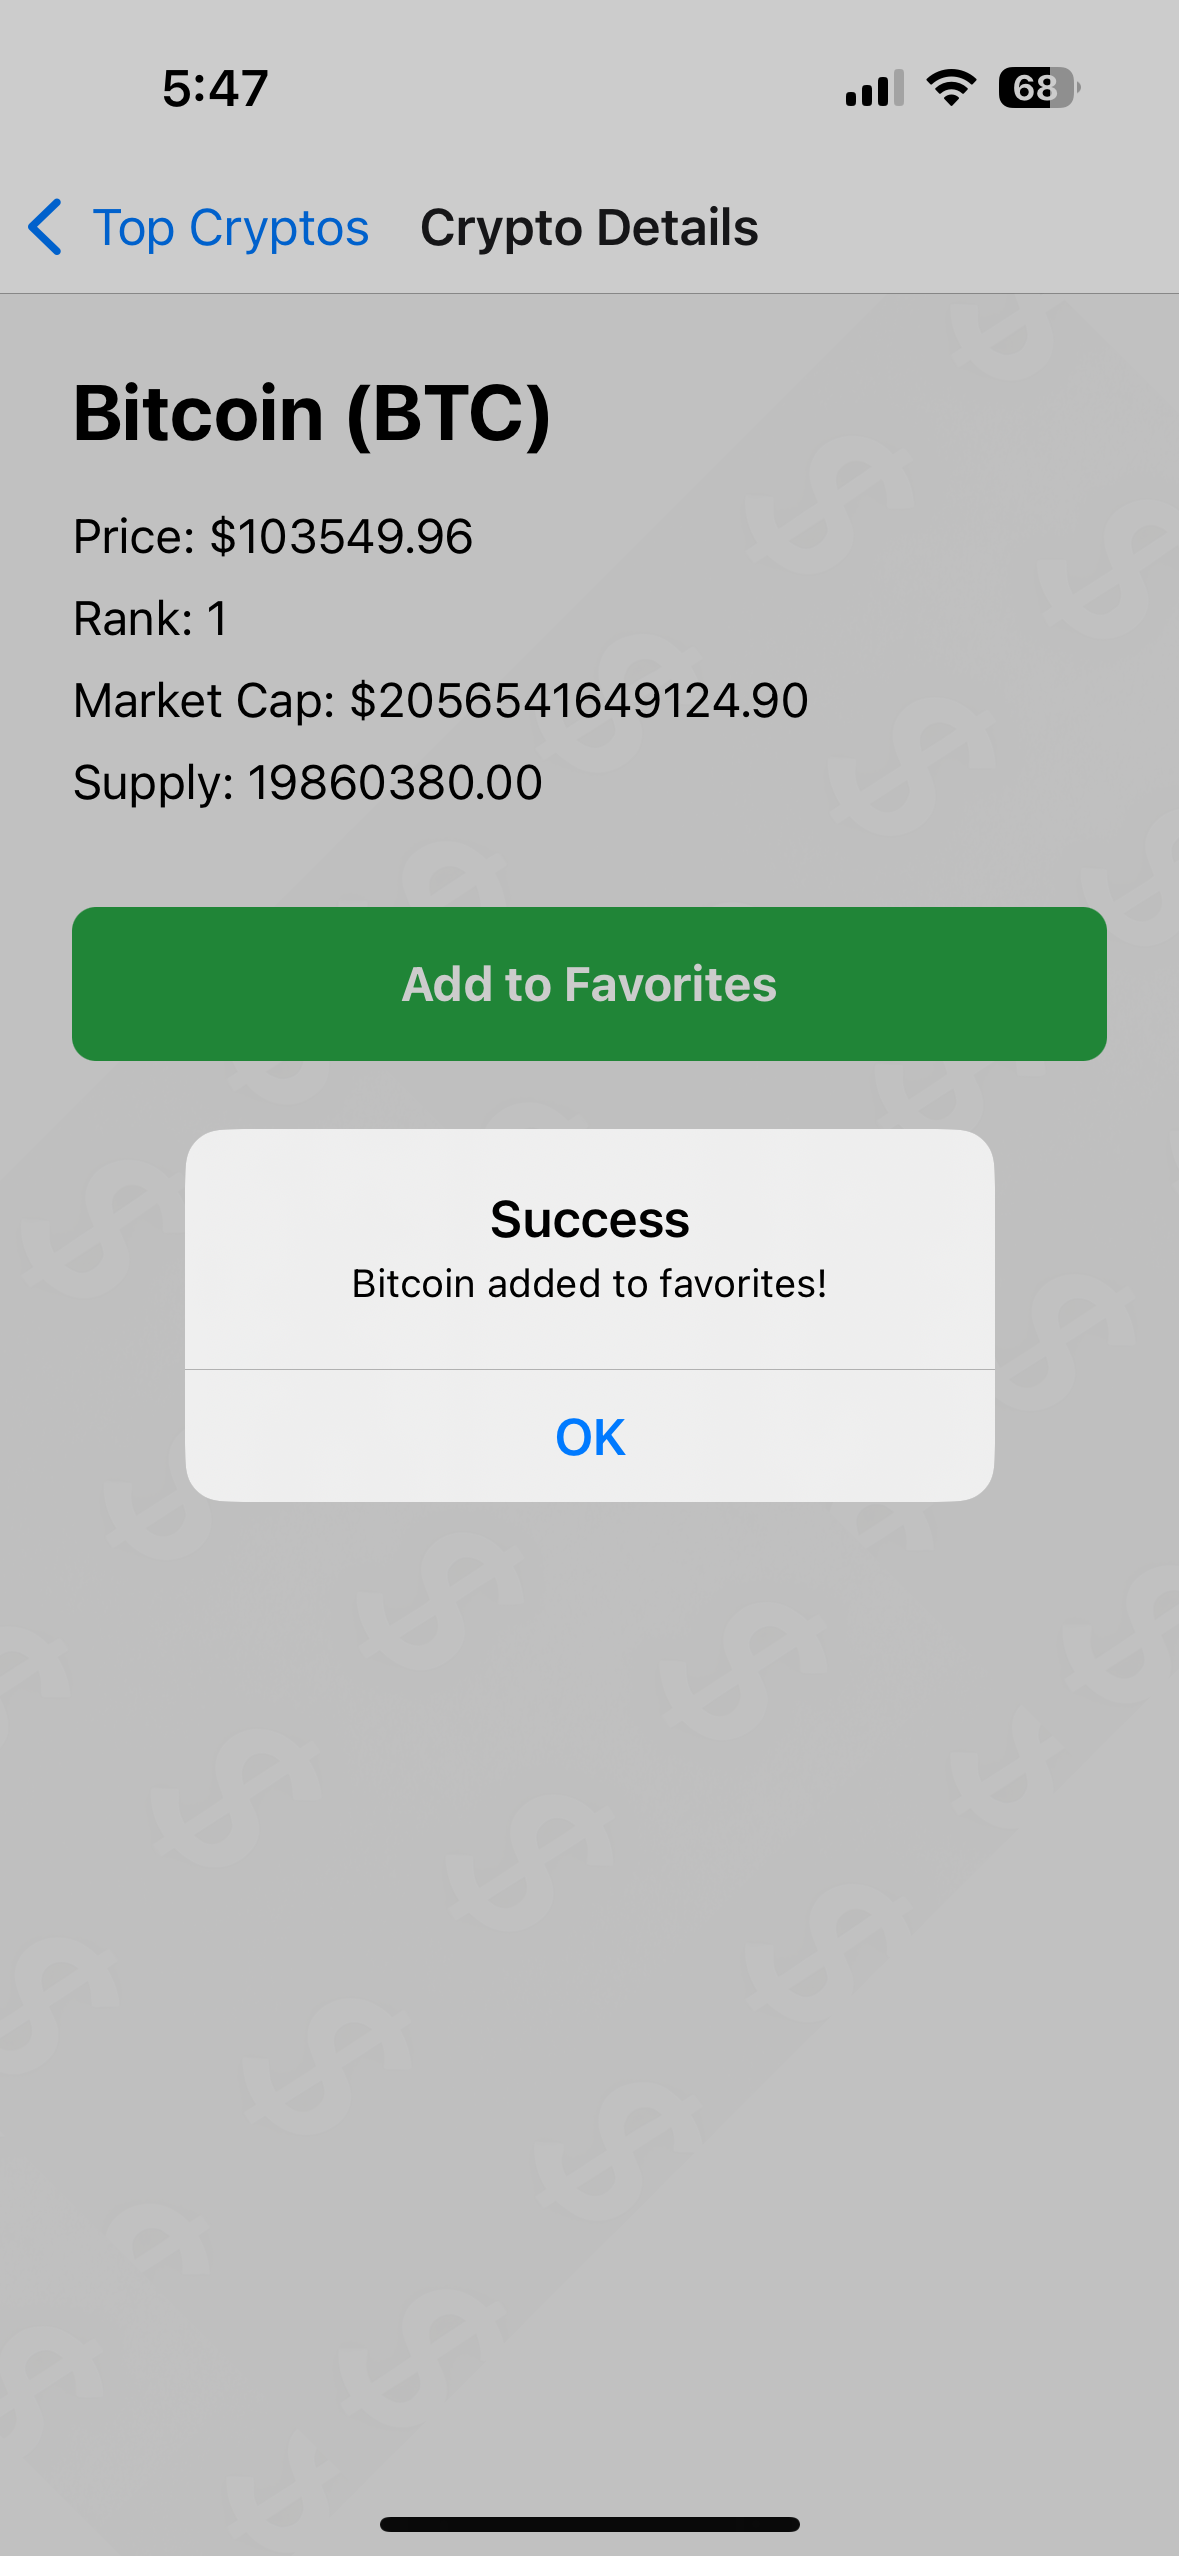 5:47
68
Top Cryptos
Crypto Details
Bitcoin (BTC)
Price: $103549.96
Rank: 1
Market Cap: $2056541649124.90
Supply: 19860380.00
Add to Favorites
Success
Bitcoin added to favorites!
OK